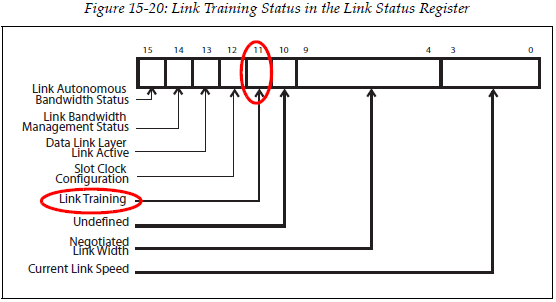 Figure 15-20: Link Training Status in the Link Status Register
15 14 13 12 11 10 9 4 3 0
Link Autonomous
Bandwidth Status
Link Bandwidth
Management Status
Data Link Layer
Link Active
Slot Clock
Configuration
Link Training
Undefined
Negotiated
Link Width
Current Link Speed